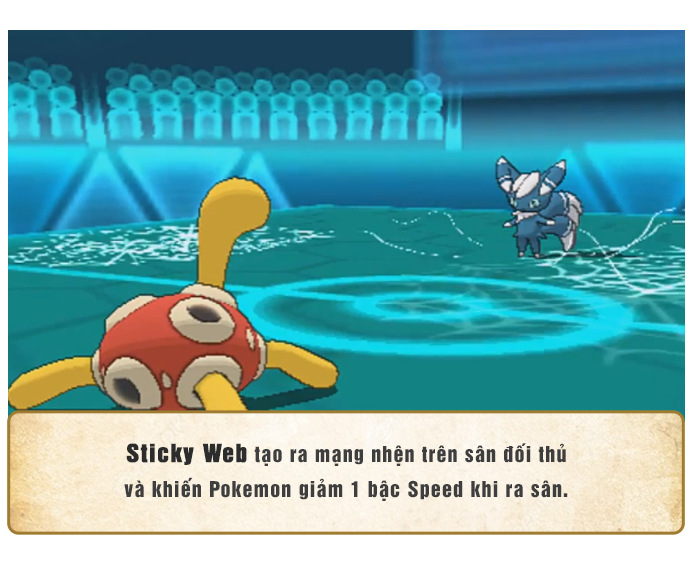 Sticky Web tạo ra mạng nhện trên sân đối thủ
và khiến Pokemon giảm 1 bậc Speed khi ra sân.